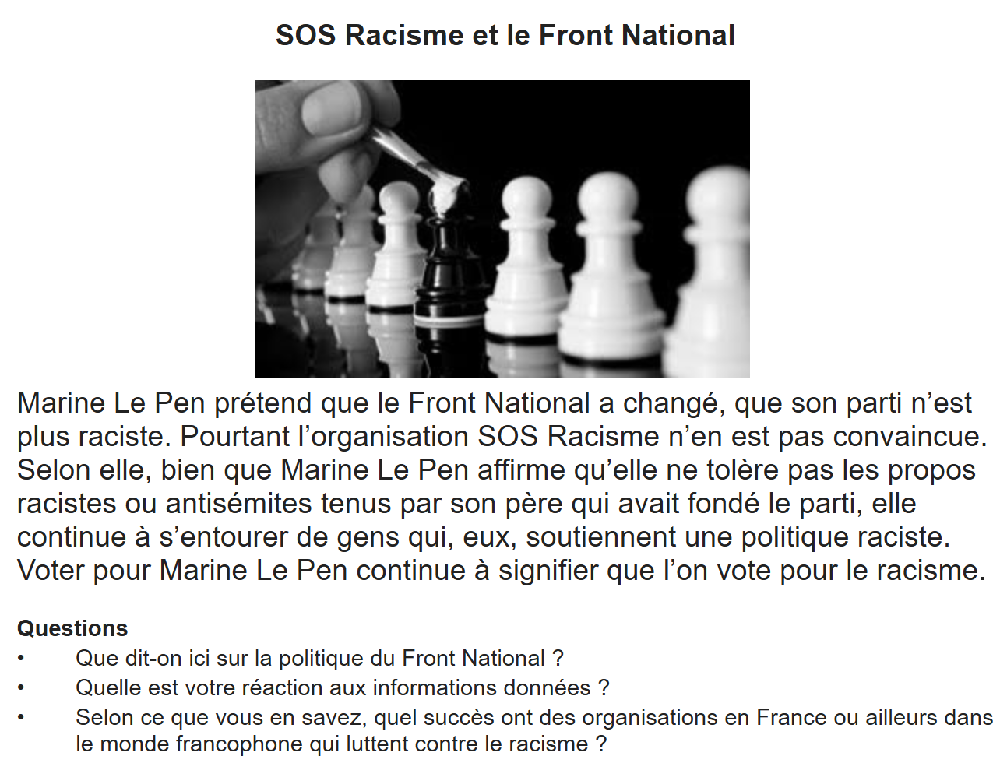 SOS Racisme et le Front National
Marine Le Pen prétend que le Front National a changé, que son parti n’est
plus raciste. Pourtant l’organisation SOS Racisme n’en est pas convaincue.
Selon elle, bien que Marine Le Pen affirme qu’elle ne tolère pas les propos
racistes ou antisémites tenus par son père qui avait fondé le parti, elle
continue à s’entourer de gens qui, eux, soutiennent une politique raciste.
Voter pour Marine Le Pen continue à signifier que l’on vote pour le racisme.
Questions
• Que dit-on ici sur la politique du Front National ?
• Quelle est votre réaction aux informations données ?
• Selon ce que vous en savez, quel succès ont des organisations en France ou ailleurs dans
le monde francophone qui luttent contre le racisme ?